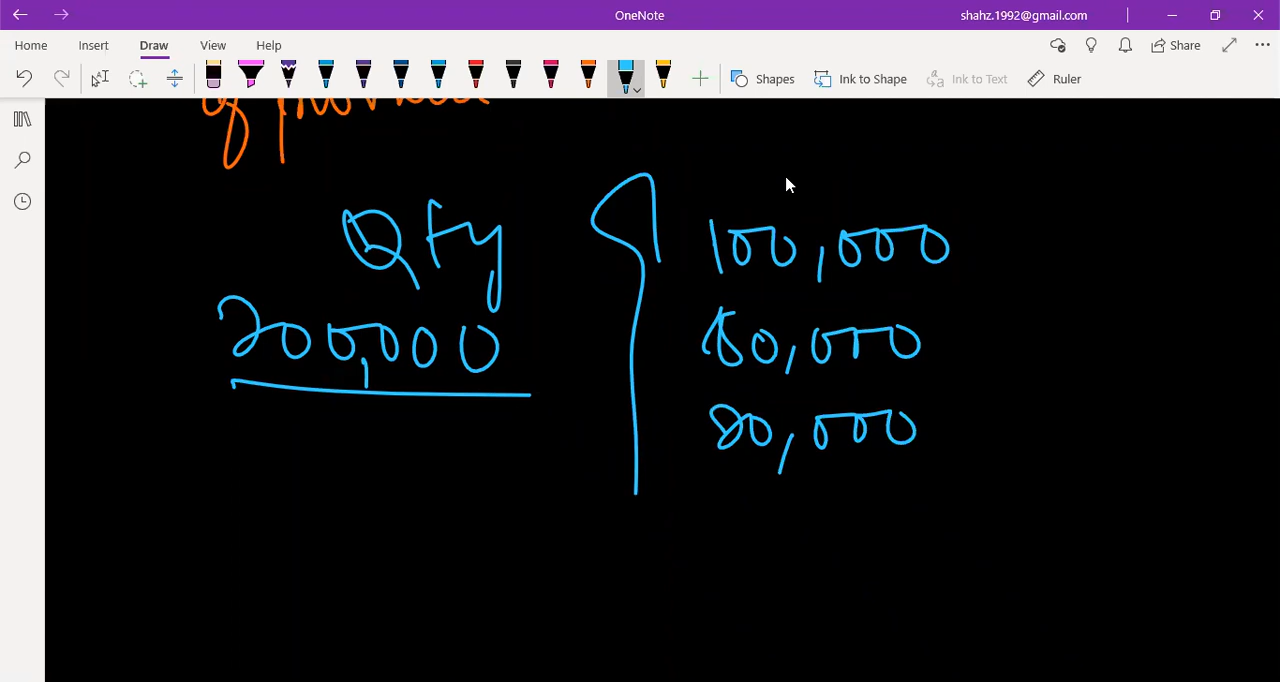 OneNote
shahz.1992@gmail.com
Home Insert Draw View Help
Share
Shapes Ink to Shape Ink to Text Ruler
of
Qty
200,000
100,000
80,000
80,000